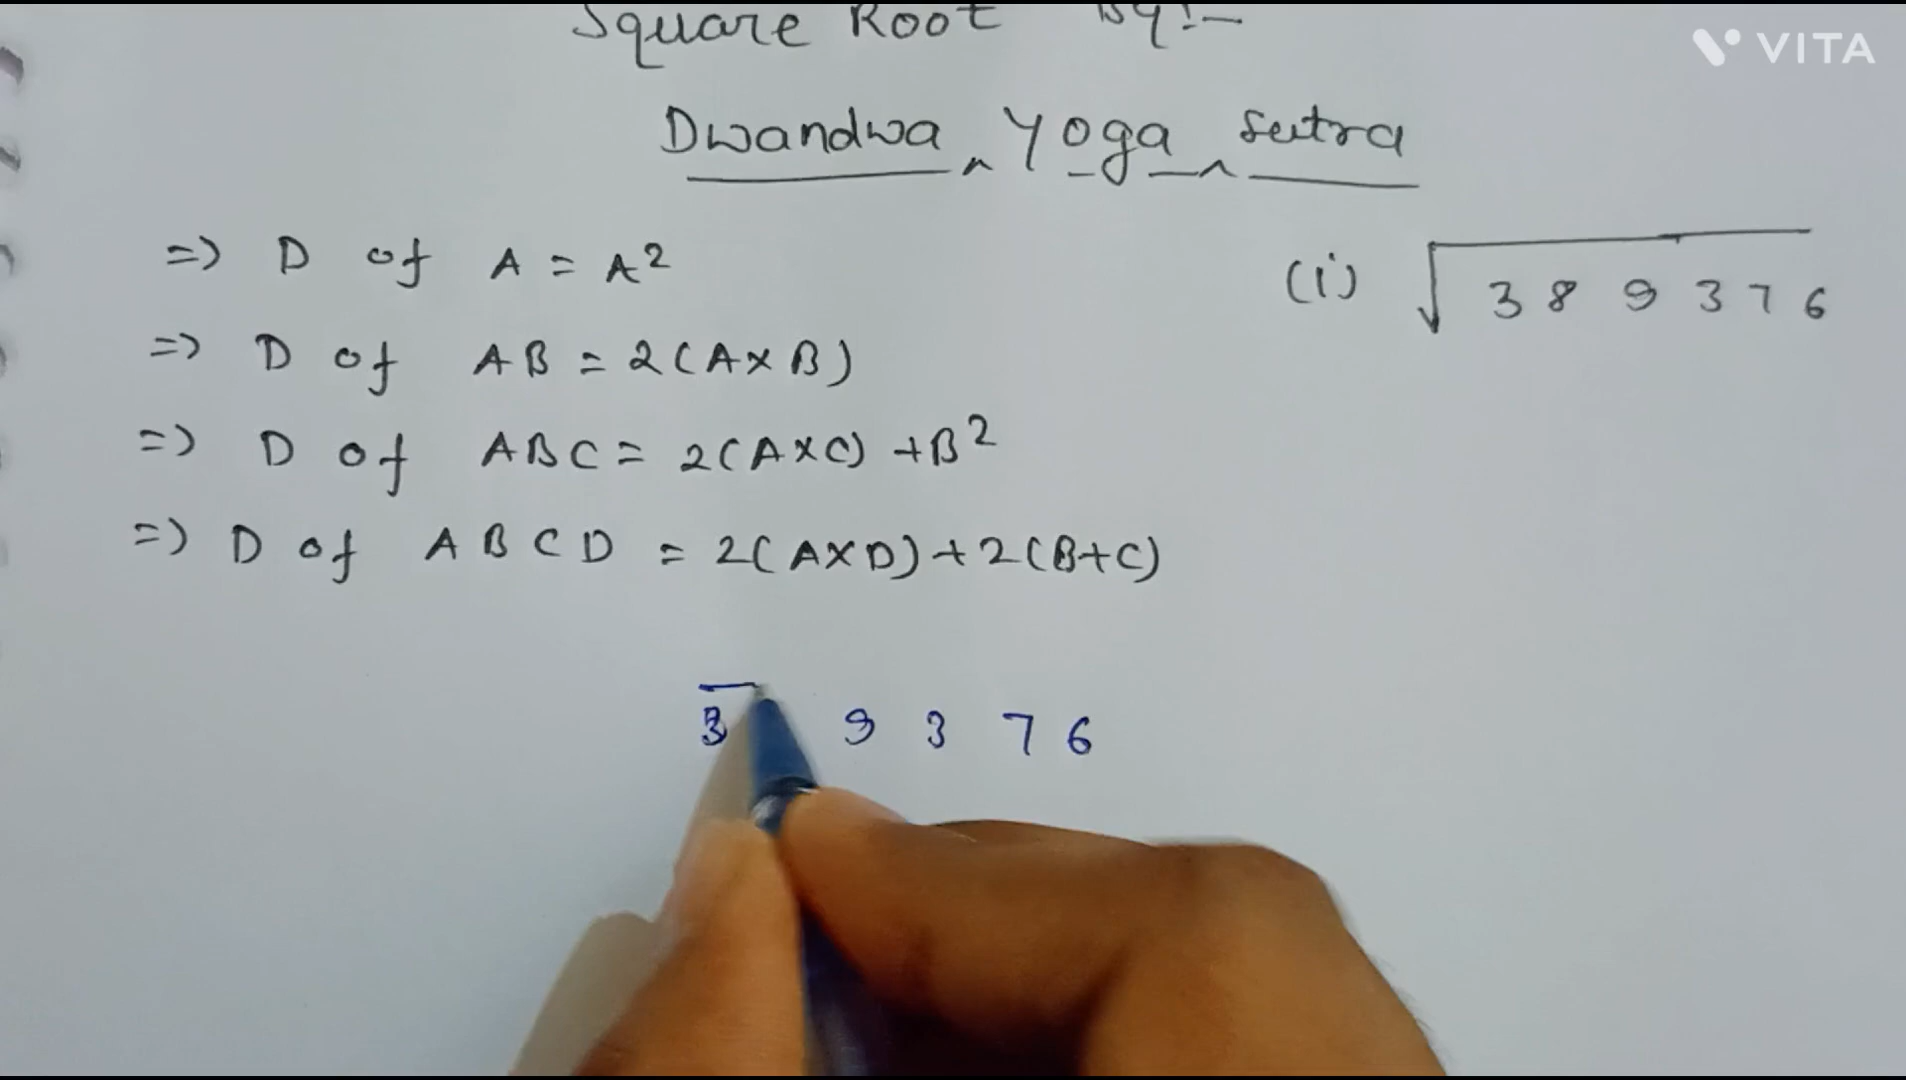 Square Root By:-
VITA
Dwandwa Yoga Sutra
=> D of A = A²
(i) √389376
=> D of AB = 2(A×B)
=> D of ABC = 2(A×C) + B²
=> D of ABCD = 2(A×D) + 2(B+C)
3 9 3 7 6